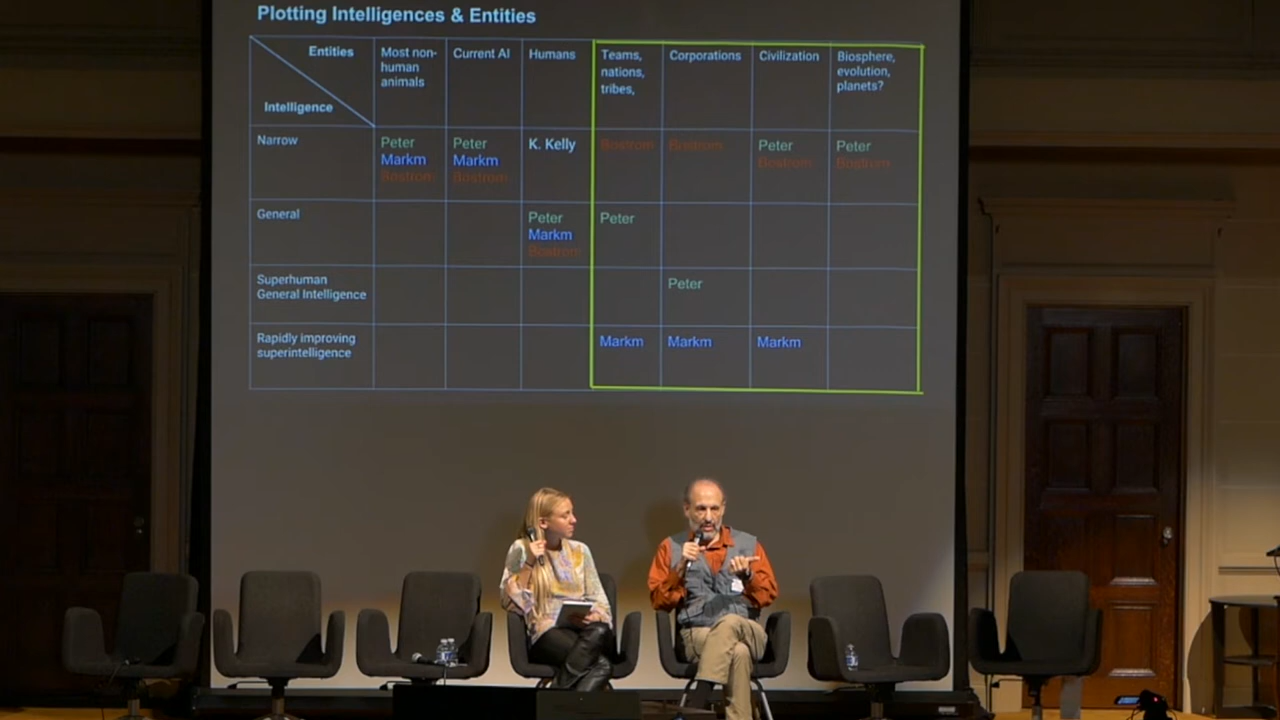 Plotting Intelligences & Entities
Entities
Most non-
human
animals
Current AI
Humans
Teams,
nations,
tribes,
Corporations
Civilization
Biosphere,
evolution,
planets?
Intelligence
Narrow
Peter
Markm
Bostrom
Peter
Markm
Bostrom
K. Kelly
Bostrom
Bostrom
Peter
Bostrom
Peter
Bostrom
General
Peter
Markm
Bostrom
Peter
Superhuman
General Intelligence
Peter
Rapidly improving
superintelligence
Markm
Markm
Markm